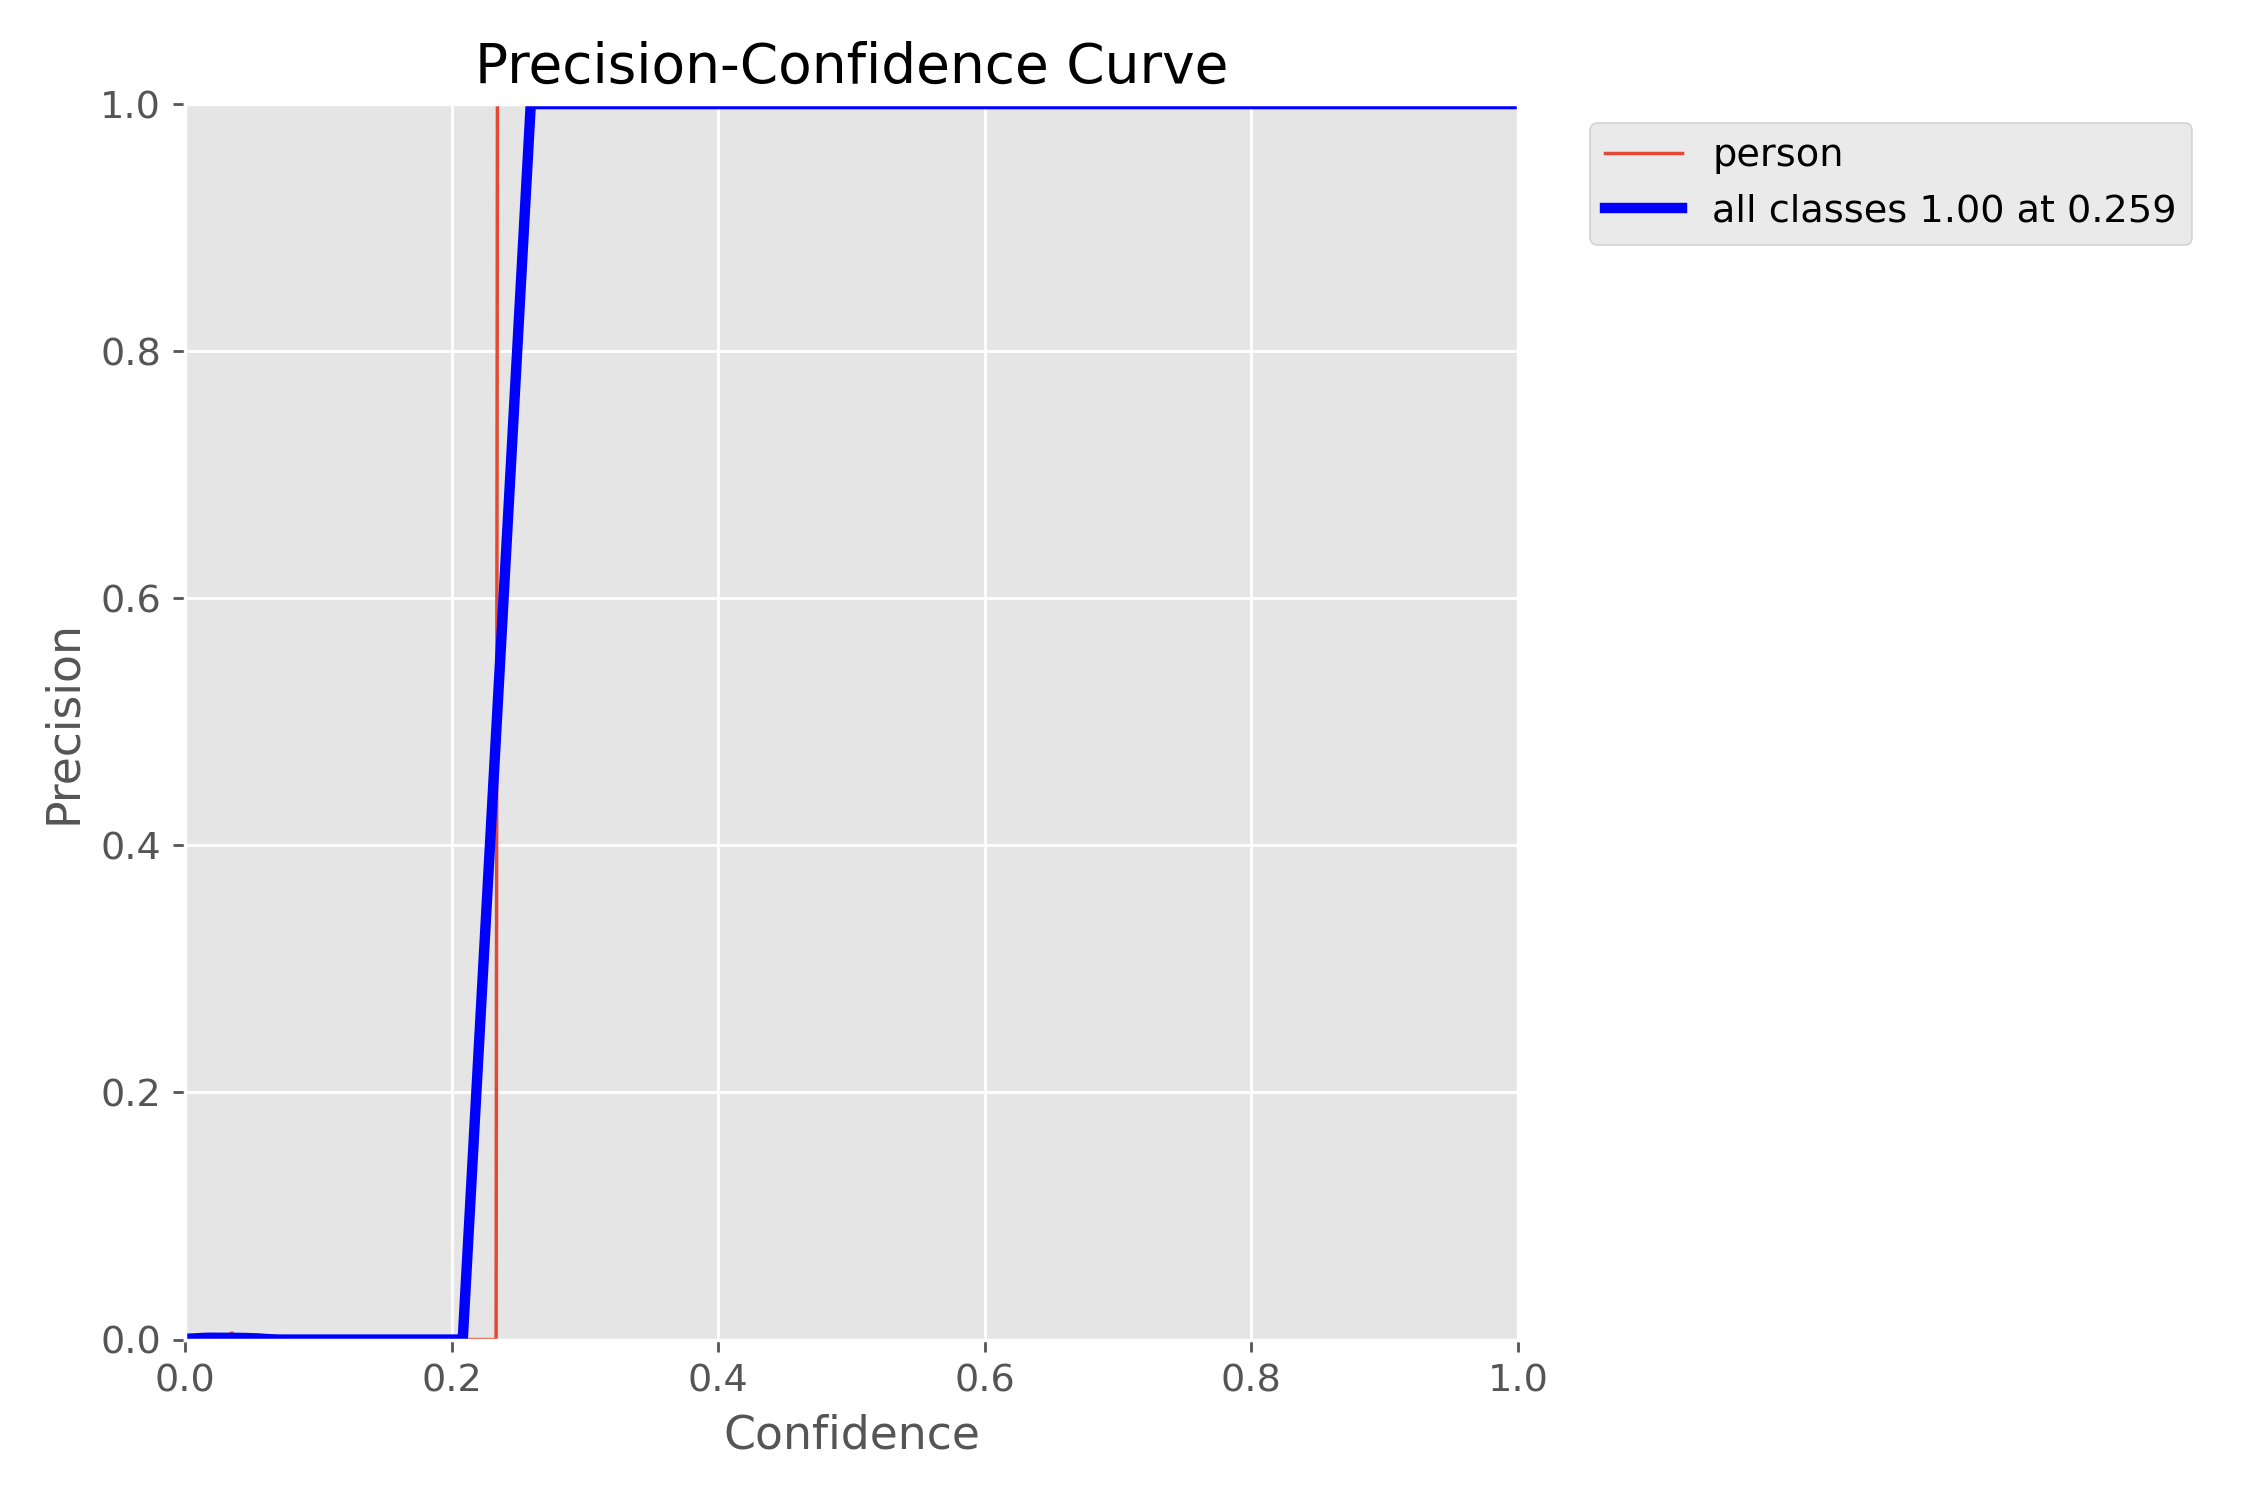 Precision-Confidence Curve
1.0
0.8
0.6
0.4
0.2
0.0
Precision
0.0 0.2 0.4 0.6 0.8 1.0
Confidence
person
all classes 1.00 at 0.259